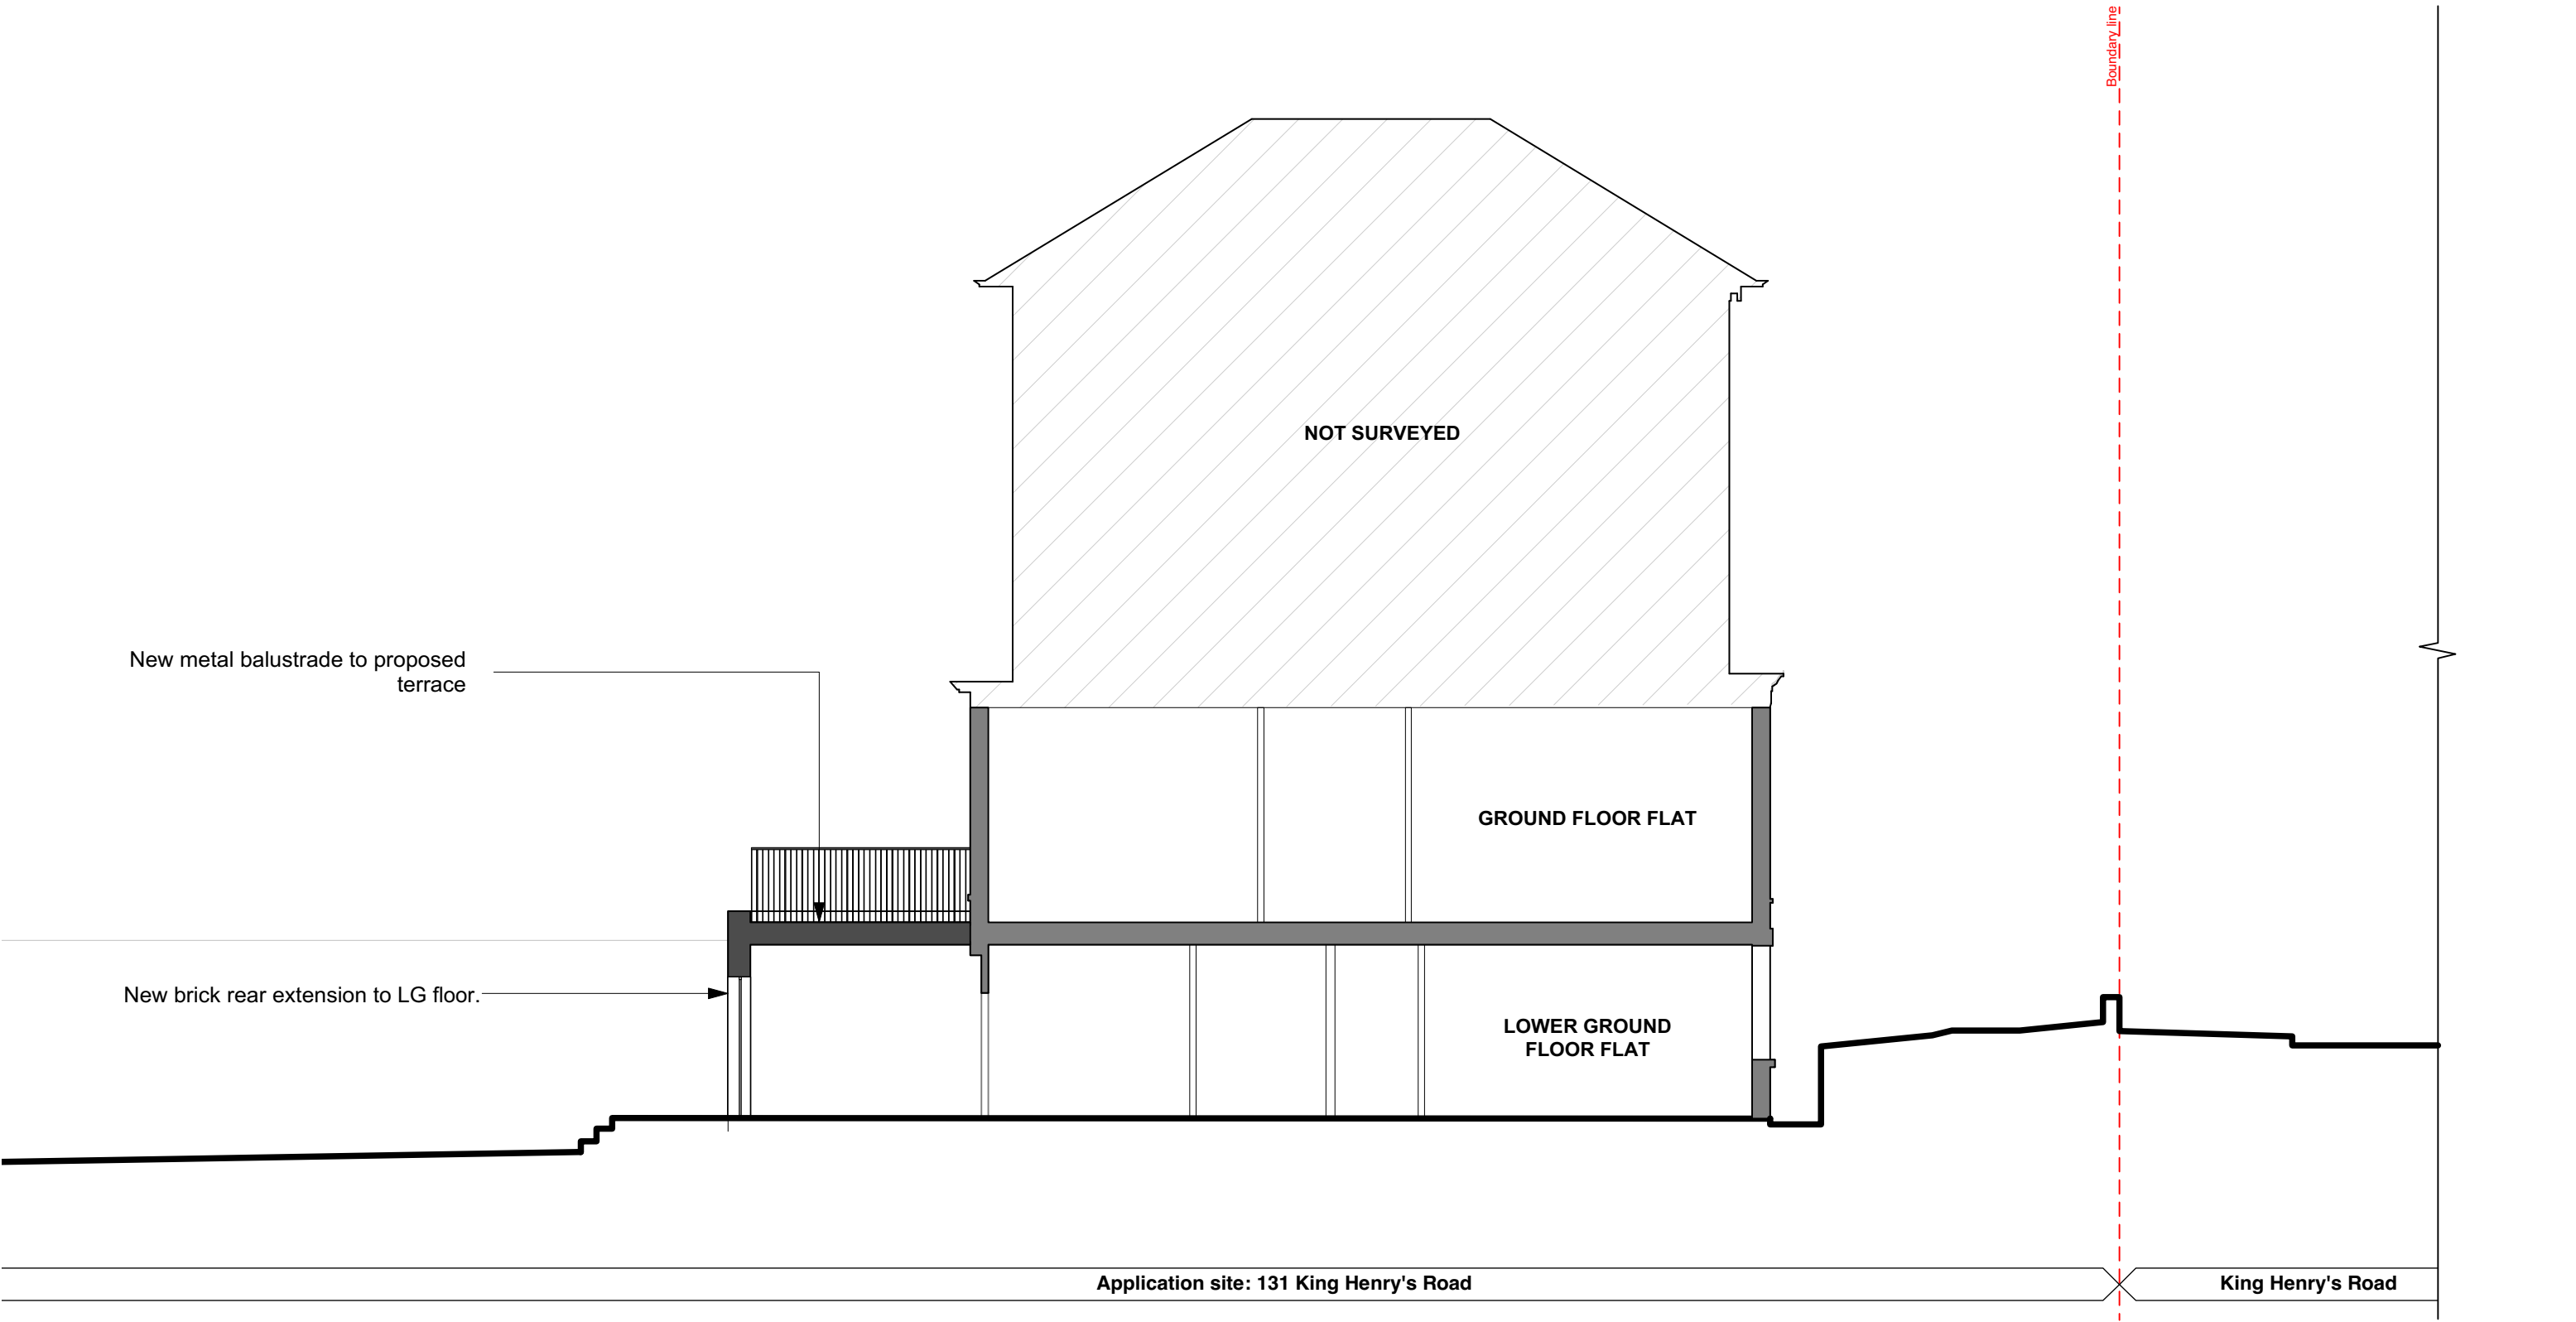 Boundary line
NOT SURVEYED
New metal balustrade to proposed
terrace
GROUND FLOOR FLAT
New brick rear extension to LG floor.
LOWER GROUND
FLOOR FLAT
Application site: 131 King Henry's Road
King Henry's Road